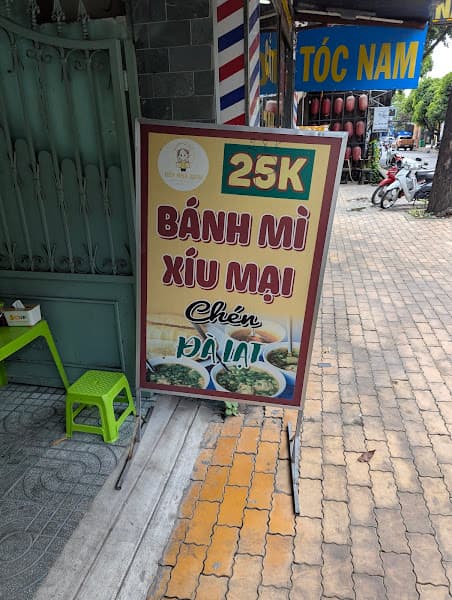 TÓC NAM
25K
BÁNH MÌ
XÍU MẠI
Chén
ĐÀ LẠT